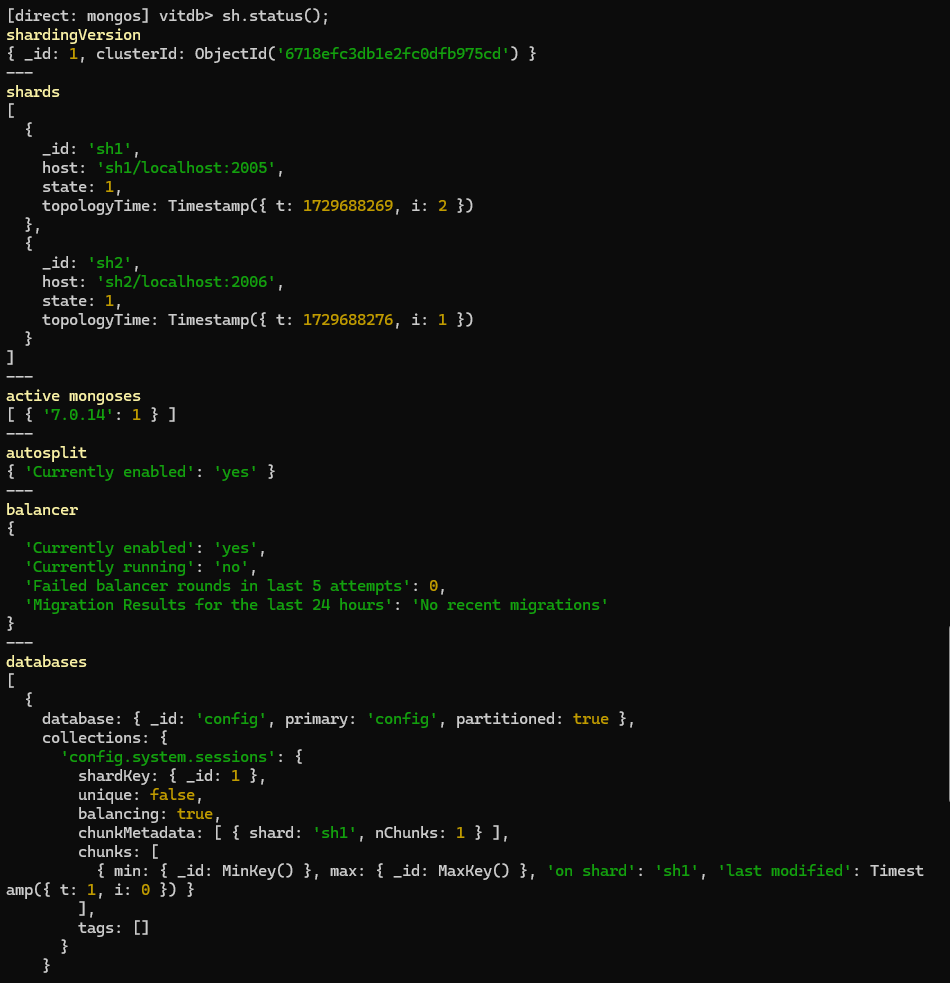 [direct: mongos] vitdb> sh.status();
shardingVersion
{ _id: 1, clusterId: ObjectId('6718efc3db1e2fc0dfb975cd') }
---
shards
[
  {
    _id: 'sh1',
    host: 'sh1/localhost:2005',
    state: 1,
    topologyTime: Timestamp({ t: 1729688269, i: 2 })
  },
  {
    _id: 'sh2',
    host: 'sh2/localhost:2006',
    state: 1,
    topologyTime: Timestamp({ t: 1729688276, i: 1 })
  }
]
---
active mongoses
[ { '7.0.14': 1 } ]
---
autosplit
{ 'Currently enabled': 'yes' }
---
balancer
{
  'Currently enabled': 'yes',
  'Currently running': 'no',
  'Failed balancer rounds in last 5 attempts': 0,
  'Migration Results for the last 24 hours': 'No recent migrations'
}
---
databases
[
  {
    database: { _id: 'config', primary: 'config', partitioned: true },
    collections: {
      'config.system.sessions': {
        shardKey: { _id: 1 },
        unique: false,
        balancing: true,
        chunkMetadata: [ { shard: 'sh1', nChunks: 1 } ],
        chunks: [
          { min: { _id: MinKey() }, max: { _id: MaxKey() }, 'on shard': 'sh1', 'last modified': Timest
amp({ t: 1, i: 0 }) }
        ],
        tags: []
      }
    }